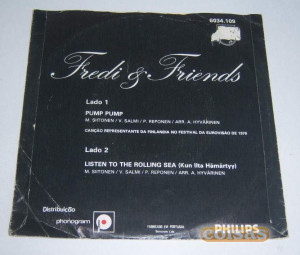 6034.109
Fredi & Friends
Lado 1
PUMP PUMP
M. SIITONEN / V. SALMI / P. REPONEN / ARR. A. HYVÄRINEN
CANÇÃO REPRESENTANTE DA FINLÂNDIA NO FESTIVAL DA EUROVISÃO DE 1976
Lado 2
LISTEN TO THE ROLLING SEA (Kun Ilta Hämärtyy)
M. SIITONEN / V. SALMI / P. REPONEN / ARR. A. HYVÄRINEN
Distribuição
phonogram
FABRICADO EM PORTUGAL
PHILIPS